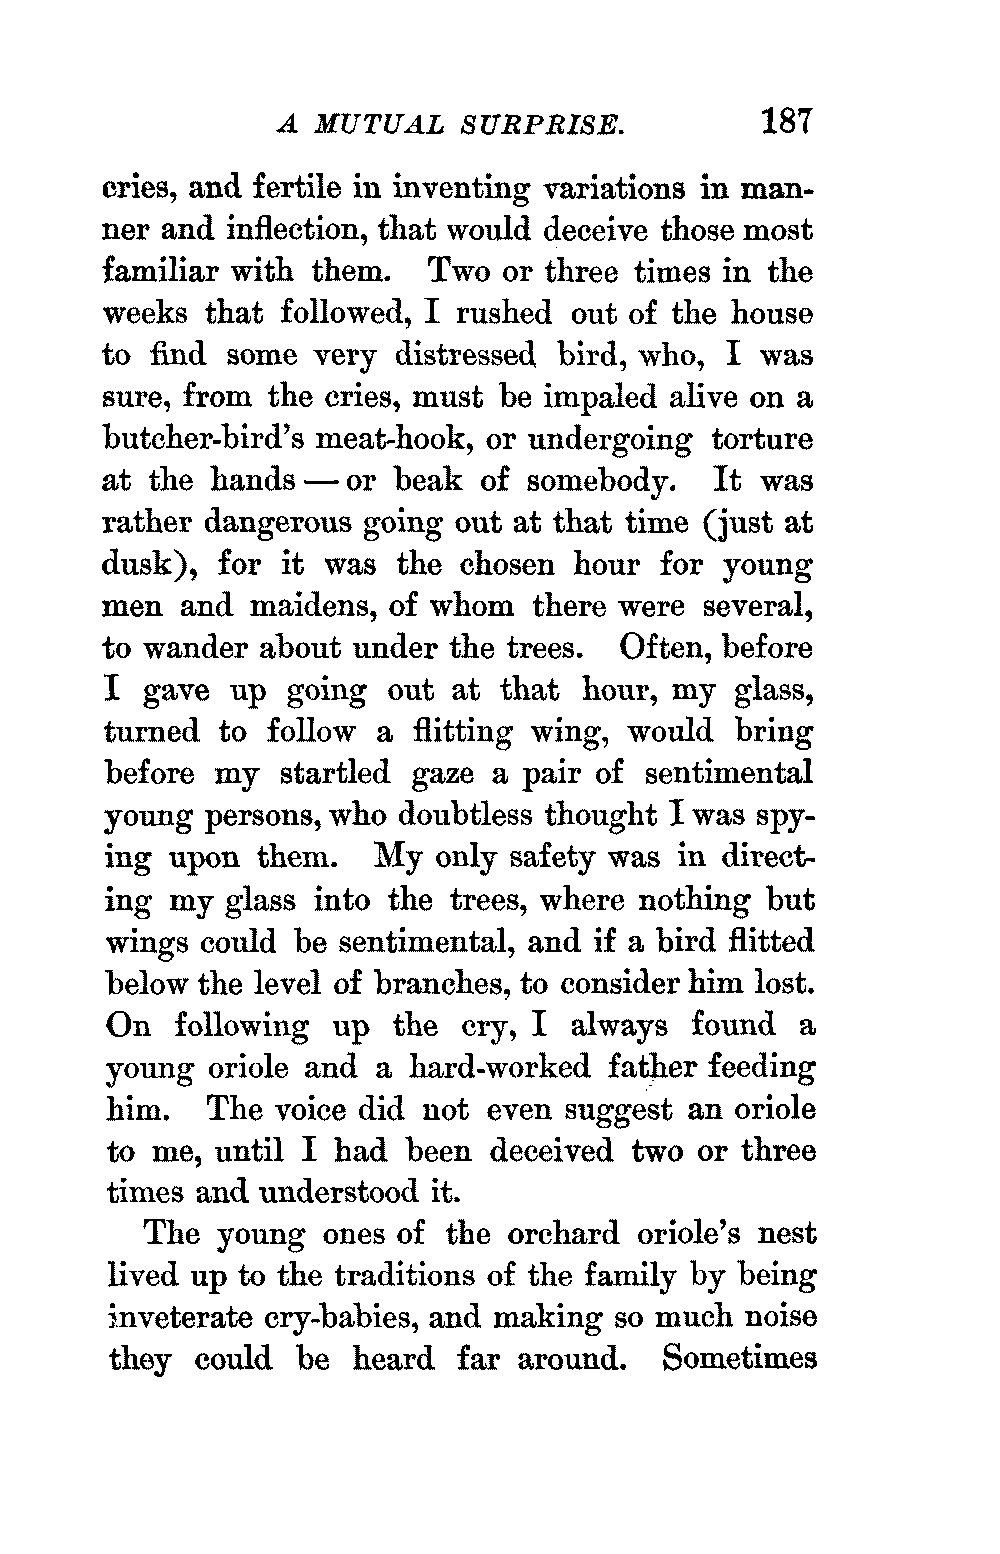 A MUTUAL SURPRISE. 187
cries, and fertile in inventing variations in man-
ner and inflection, that would deceive those most
familiar with them. Two or three times in the
weeks that followed, I rushed out of the house
to find some very distressed bird, who, I was
sure, from the cries, must be impaled alive on a
butcher-bird's meat-hook, or undergoing torture
at the hands — or beak of somebody. It was
rather dangerous going out at that time (just at
dusk), for it was the chosen hour for young
men and maidens, of whom there were several,
to wander about under the trees. Often, before
I gave up going out at that hour, my glass,
turned to follow a flitting wing, would bring
before my startled gaze a pair of sentimental
young persons, who doubtless thought I was spy-
ing upon them. My only safety was in direct-
ing my glass into the trees, where nothing but
wings could be sentimental, and if a bird flitted
below the level of branches, to consider him lost.
On following up the cry, I always found a
young oriole and a hard-worked father feeding
him. The voice did not even suggest an oriole
to me, until I had been deceived two or three
times and understood it.
The young ones of the orchard oriole's nest
lived up to the traditions of the family by being
inveterate cry-babies, and making so much noise
they could be heard far around. Sometimes